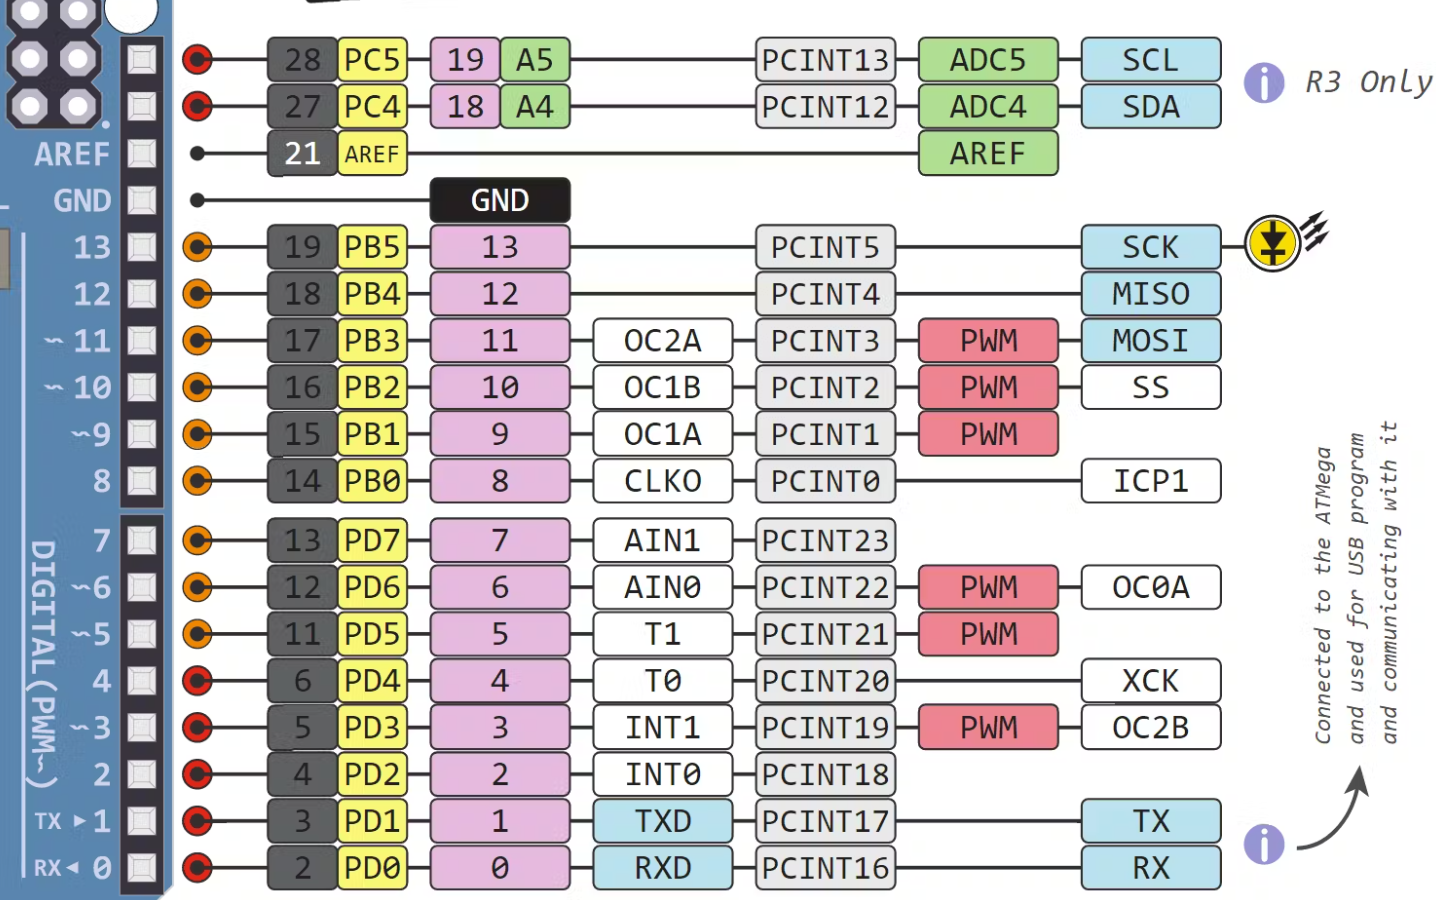 28 PC5 19 A5 PCINT13 ADC5 SCL
R3 Only
27 PC4 18 A4 PCINT12 ADC4 SDA
AREF 21 AREF AREF
GND GND
13 19 PB5 13 PCINT5 SCK
12 18 PB4 12 PCINT4 MISO
~11 17 PB3 11 OC2A PCINT3 PWM MOSI
~10 16 PB2 10 OC1B PCINT2 PWM SS
~9 15 PB1 9 OC1A PCINT1 PWM
8 14 PB0 8 CLKO PCINT0 ICP1
7 13 PD7 7 AIN1 PCINT23
~6 12 PD6 6 AIN0 PCINT22 PWM OC0A
~5 11 PD5 5 T1 PCINT21 PWM
4 6 PD4 4 T0 PCINT20 XCK
~3 5 PD3 3 INT1 PCINT19 PWM OC2B
2 4 PD2 2 INT0 PCINT18
TX ▸ 1 3 PD1 1 TXD PCINT17 TX
RX ◂ 0 2 PD0 0 RXD PCINT16 RX
DIGITAL (PWM~)
Connected to the ATMega
and used for USB program
and communicating with it